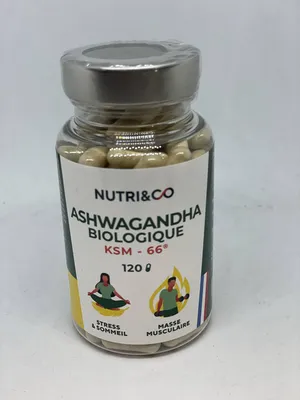 NUTRI&CO
ASHWAGANDHA
BIOLOGIQUE
KSM - 66®
120
STRESS
& SOMMEIL
MASSE
MUSCULAIRE